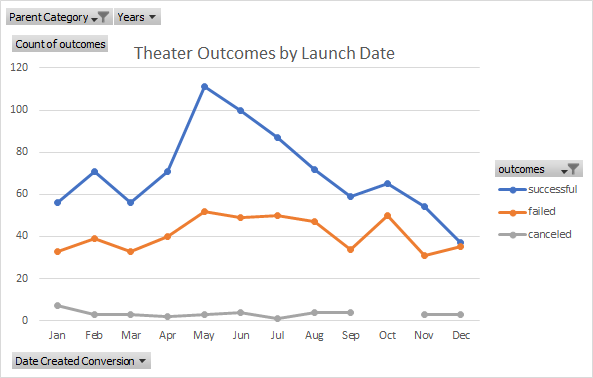 Parent Category Years
Count of outcomes
Theater Outcomes by Launch Date
120
100
80
60
40
20
0
Jan Feb Mar Apr May Jun Jul Aug Sep Oct Nov Dec
outcomes
successful
failed
canceled
Date Created Conversion